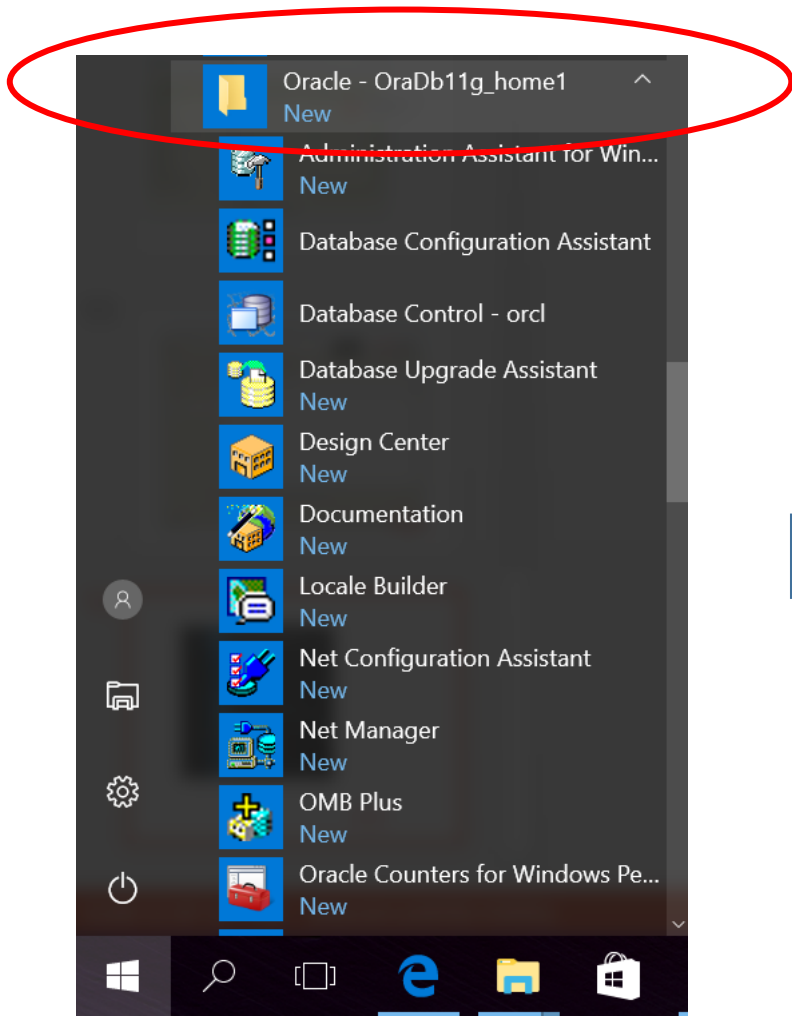 Oracle - OraDb11g_home1
New
Administration Assistant for Win...
New
Database Configuration Assistant
Database Control - orcl
Database Upgrade Assistant
New
Design Center
New
Documentation
New
Locale Builder
New
Net Configuration Assistant
New
Net Manager
New
OMB Plus
New
Oracle Counters for Windows Pe...
New